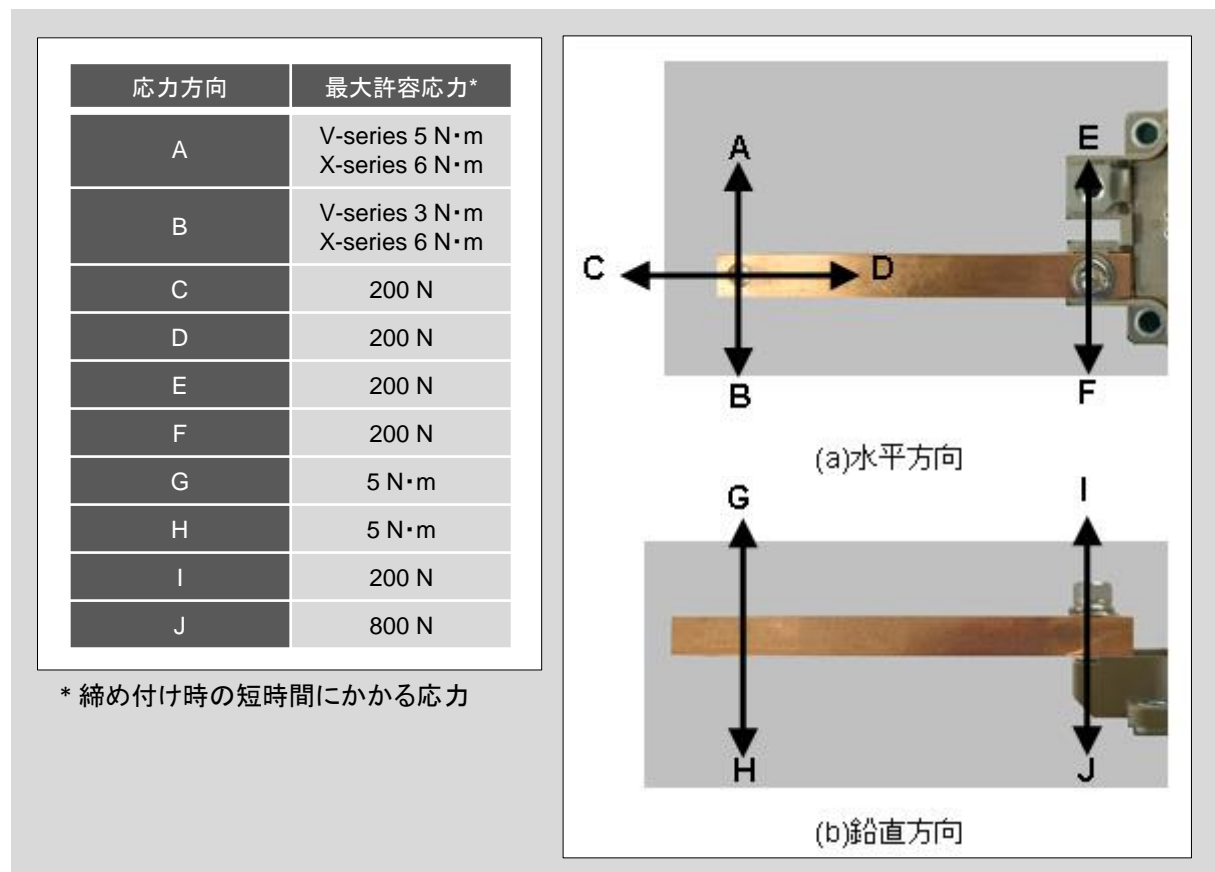 応力方向 最大許容応力*
A V-series 5 N・m
X-series 6 N・m
B V-series 3 N・m
X-series 6 N・m
C 200 N
D 200 N
E 200 N
F 200 N
G 5 N・m
H 5 N・m
I 200 N
J 800 N
* 締め付け時の短時間にかかる応力
A
E
C
D
B
F
(a)水平方向
G
I
H
J
(b)鉛直方向